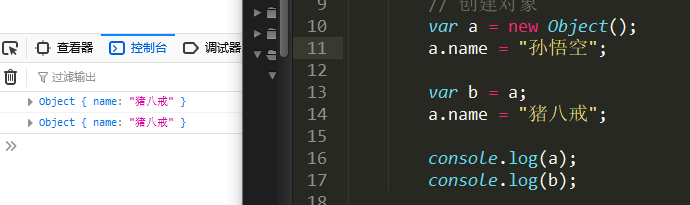 查看器 控制台 调试器
过滤输出
Object { name: "猪八戒" }
Object { name: "猪八戒" }
9 // 创建对象
10 var a = new Object();
11 a.name = "孙悟空";
12
13 var b = a;
14 a.name = "猪八戒";
15
16 console.log(a);
17 console.log(b);
18